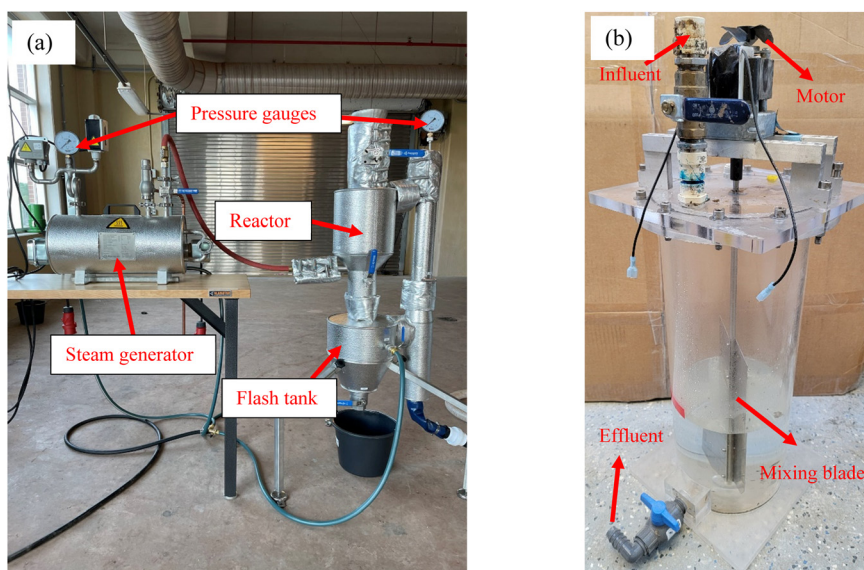 (a)
Pressure gauges
Reactor
Steam generator
Flash tank
(b)
Influent
Motor
Effluent
Mixing blade